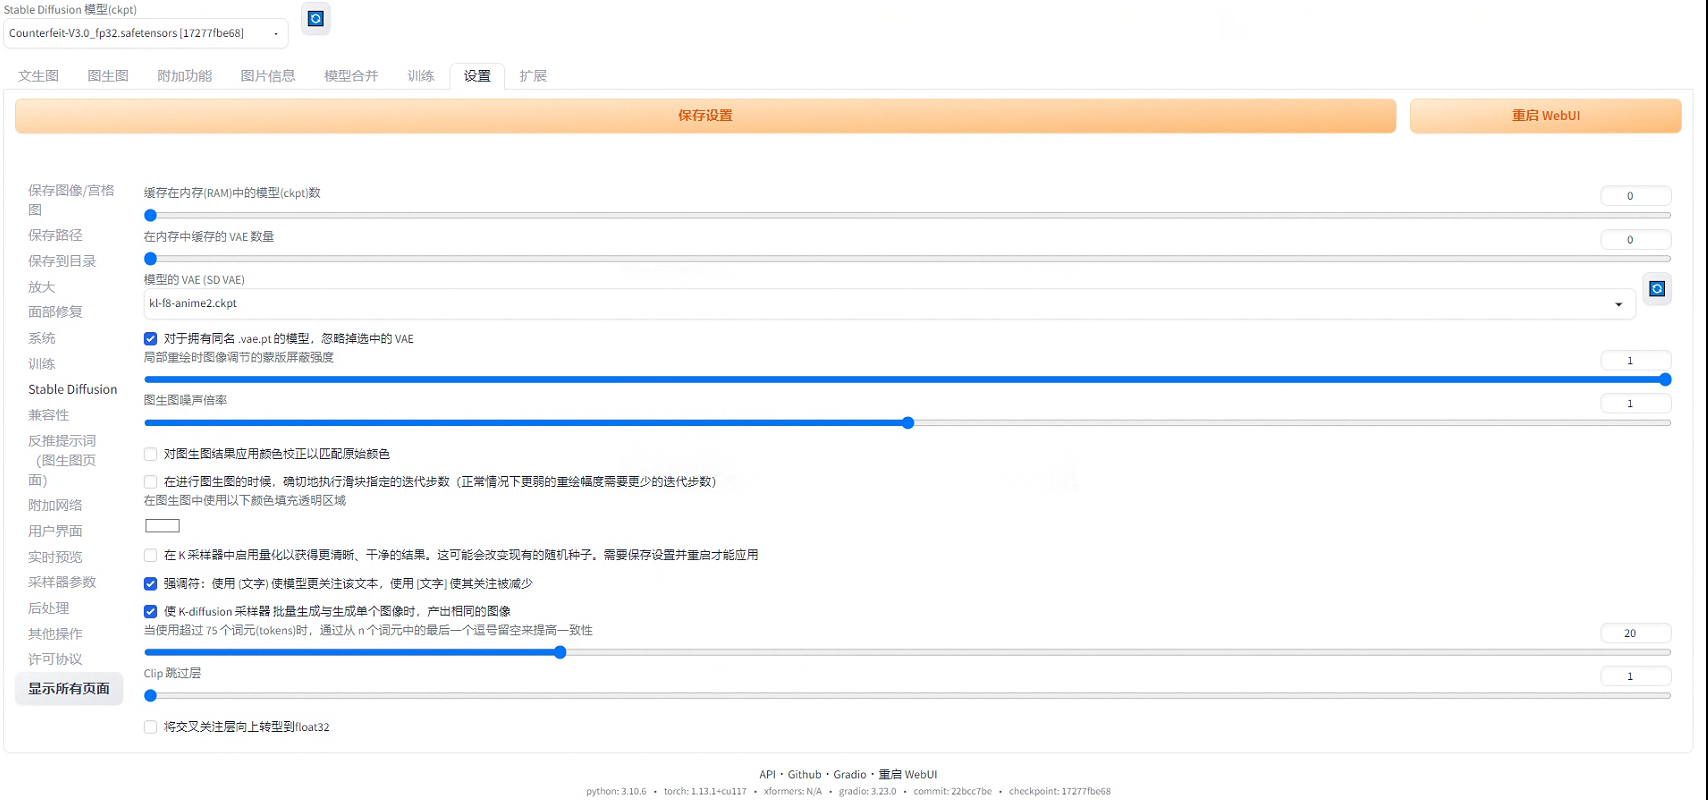 Stable Diffusion 模型(ckpt)
Counterfeit-V3.0_fp32.safetensors [17277fbe68]
文生图 图生图 附加功能 图片信息 模型合并 训练 设置 扩展
保存设置
重启 WebUI
保存图像/宫格
图
保存路径
保存到目录
放大
面部修复
系统
训练
Stable Diffusion
兼容性
反推提示词
（图生图页
面）
附加网络
用户界面
实时预览
采样器参数
后处理
其他操作
许可协议
显示所有页面
缓存在内存(RAM)中的模型(ckpt)数
0
在内存中缓存的 VAE 数量
0
模型的 VAE (SD VAE)
kl-f8-anime2.ckpt
对于拥有同名 .vae.pt 的模型，忽略掉选中的 VAE
局部重绘时图像调节的蒙版屏蔽强度
1
图生图噪声倍率
1
对图生图结果应用颜色校正以匹配原始颜色
在进行图生图的时候，确切地执行滑块指定的迭代步数（正常情况下更弱的重绘幅度需要更少的迭代步数）
在图生图中使用以下颜色填充透明区域
在 K 采样器中启用量化以获得更清晰、干净的结果。这可能会改变现有的随机种子。需要保存设置并重启才能应用
强调符：使用 (文字) 使模型更关注该文本，使用 [文字] 使其关注被减少
使 K-diffusion 采样器 批量生成与生成单个图像时，产出相同的图像
当使用超过 75 个词元(tokens)时，通过从 n 个词元中的最后一个逗号留空来提高一致性
20
Clip 跳过层
1
将交叉关注层向上转型到float32
API • Github • Gradio • 重启 WebUI
python: 3.10.6 • torch: 1.13.1+cu117 • xformers: N/A • gradio: 3.23.0 • commit: 22bcc7be • checkpoint: 17277fbe68